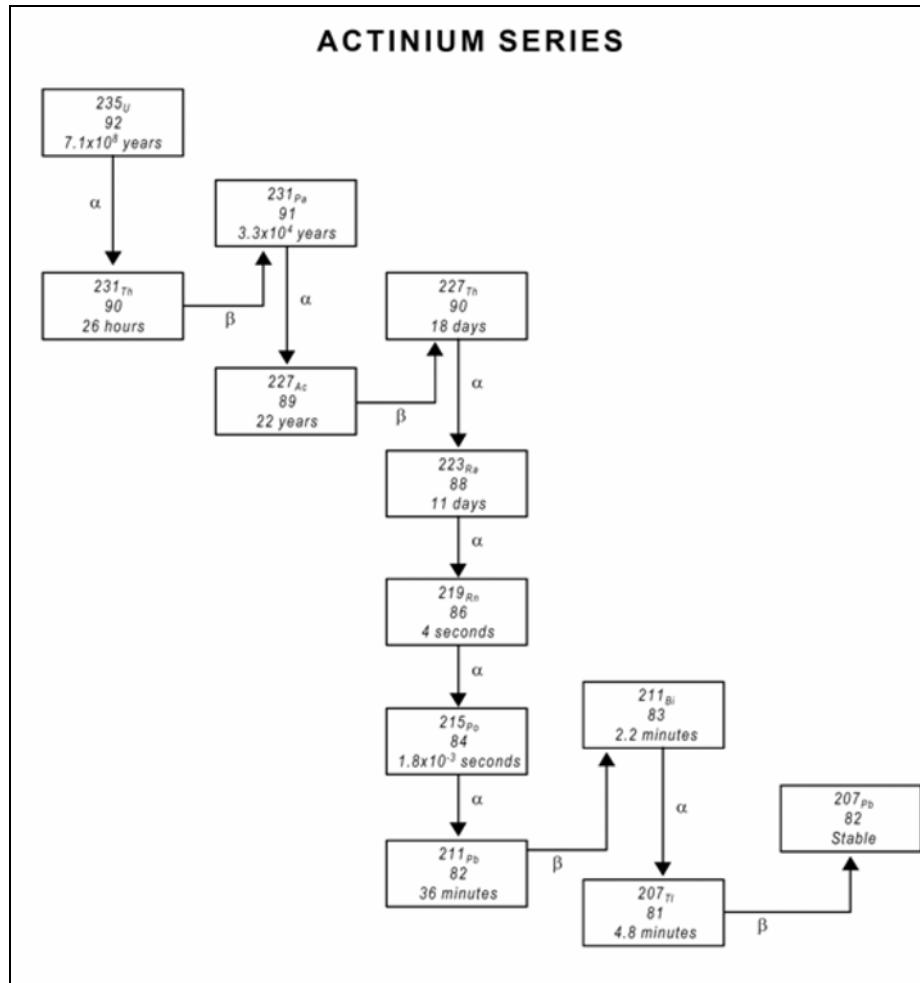 ACTINIUM SERIES
235U
92
7.1x10⁸ years
α
231Pa
91
3.3x10⁴ years
231Th
90
26 hours
β
α
227Th
90
18 days
227Ac
89
22 years
β
α
223Ra
88
11 days
α
219Rn
86
4 seconds
α
211Bi
83
2.2 minutes
215Po
84
1.8x10⁻³ seconds
α
α
207Pb
82
Stable
211Pb
82
36 minutes
β
207Tl
81
4.8 minutes
β